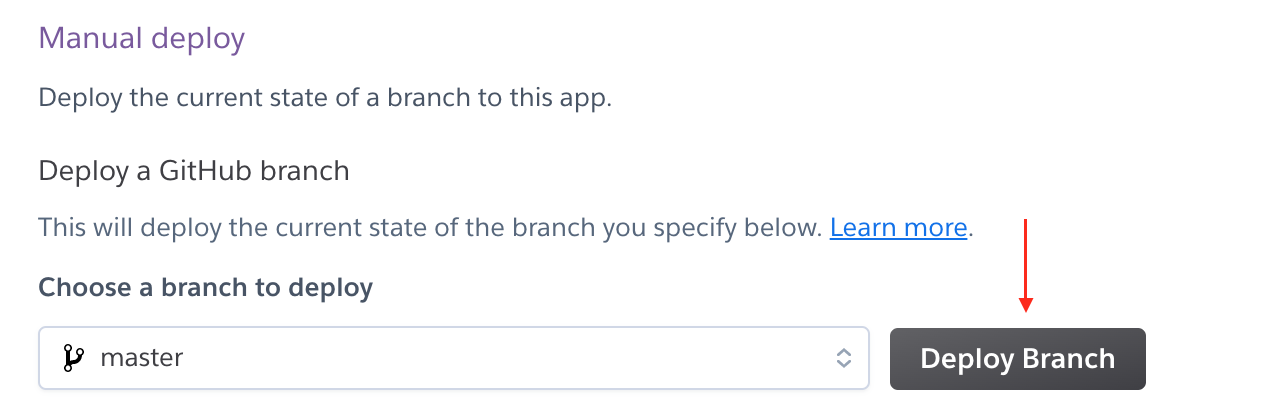 Manual deploy
Deploy the current state of a branch to this app.
Deploy a GitHub branch
This will deploy the current state of the branch you specify below. Learn more.
Choose a branch to deploy
master
Deploy Branch